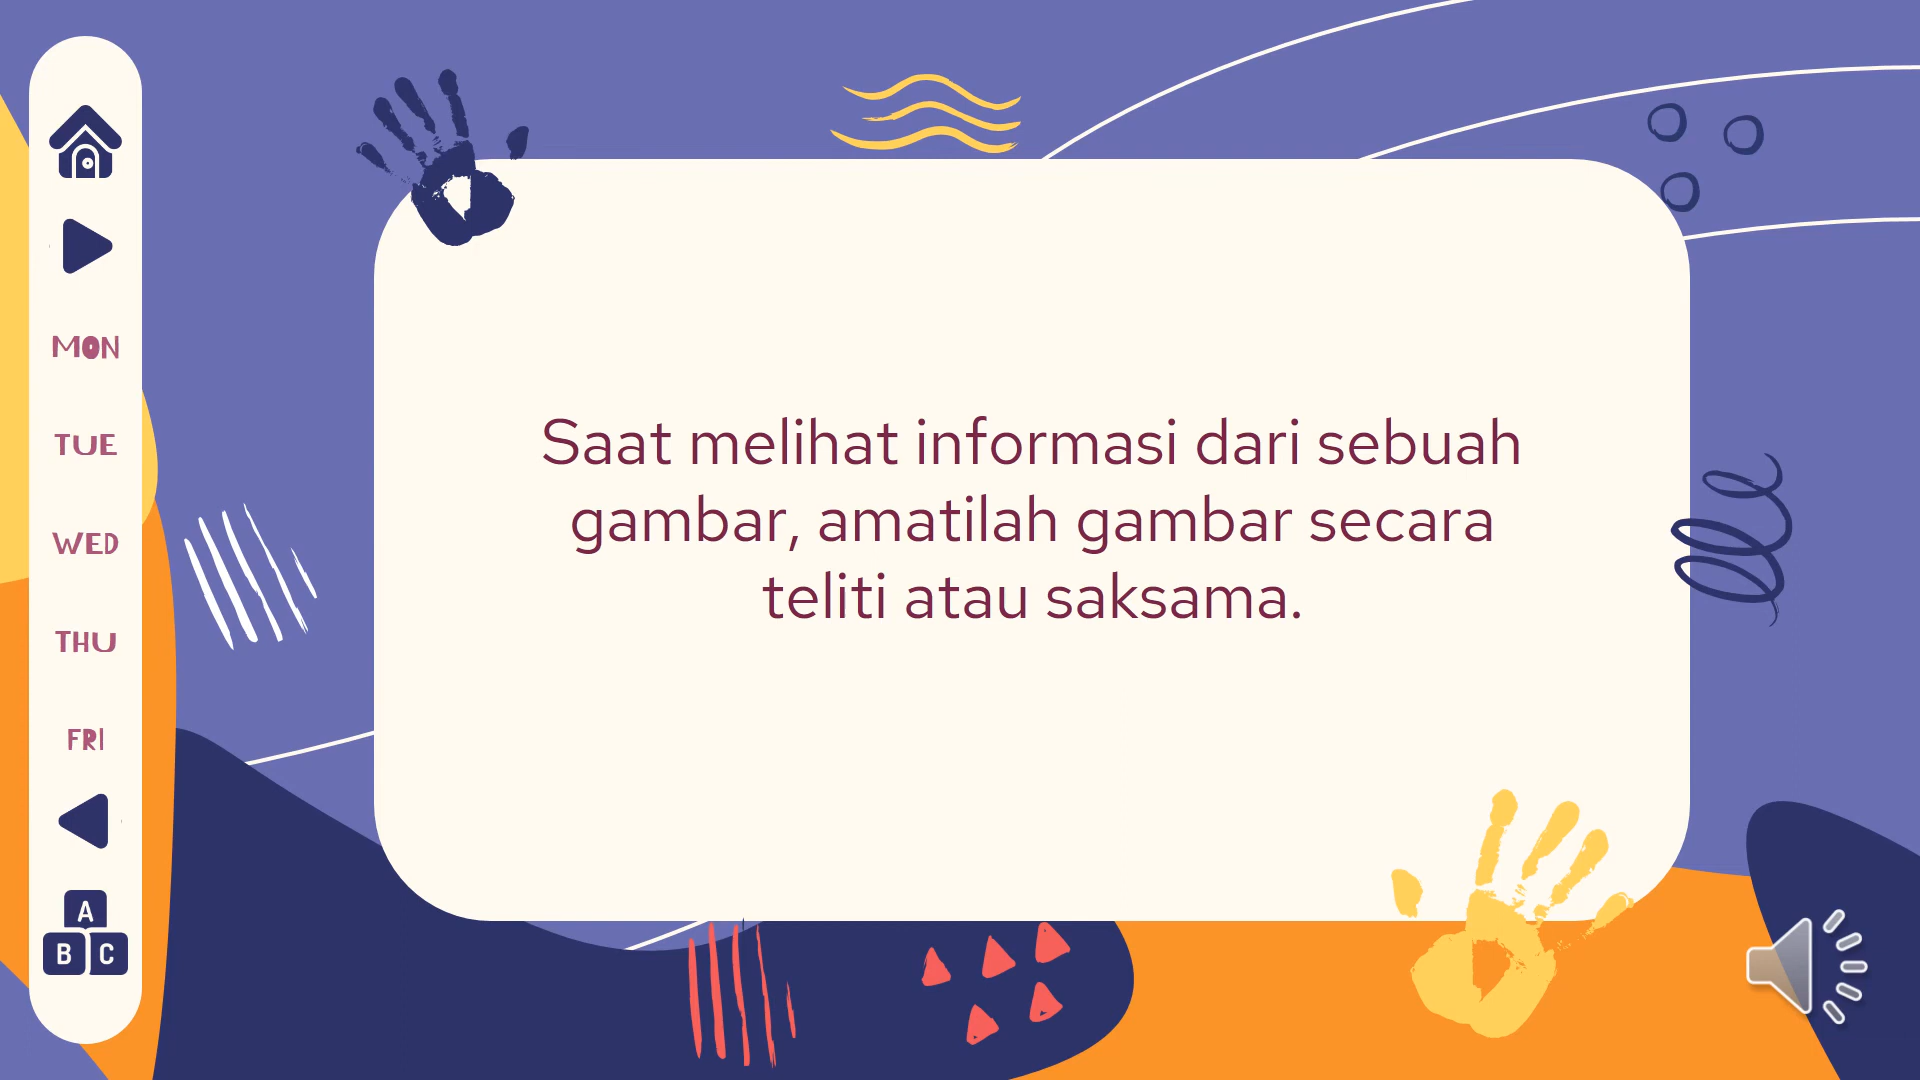 MON
TUE
WED
THU
FRI
A
B C
Saat melihat informasi dari sebuah
gambar, amatilah gambar secara
teliti atau saksama.